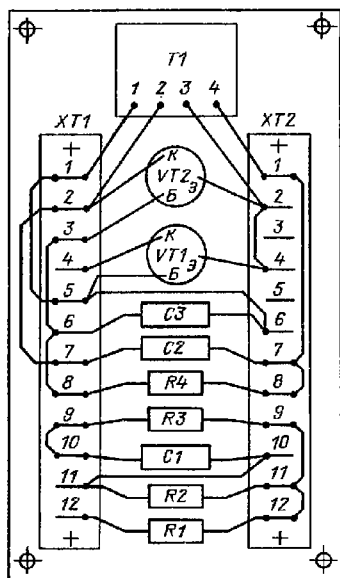 T1
1 2 3 4
XT1 XT2
+ +
1 К VT2 Б Э 1
2 2
3 3
4 К VT1 Б Э 4
5 5
6 C3 6
7 C2 7
8 R4 8
9 R3 9
10 C1 10
11 R2 11
12 R1 12
+ +